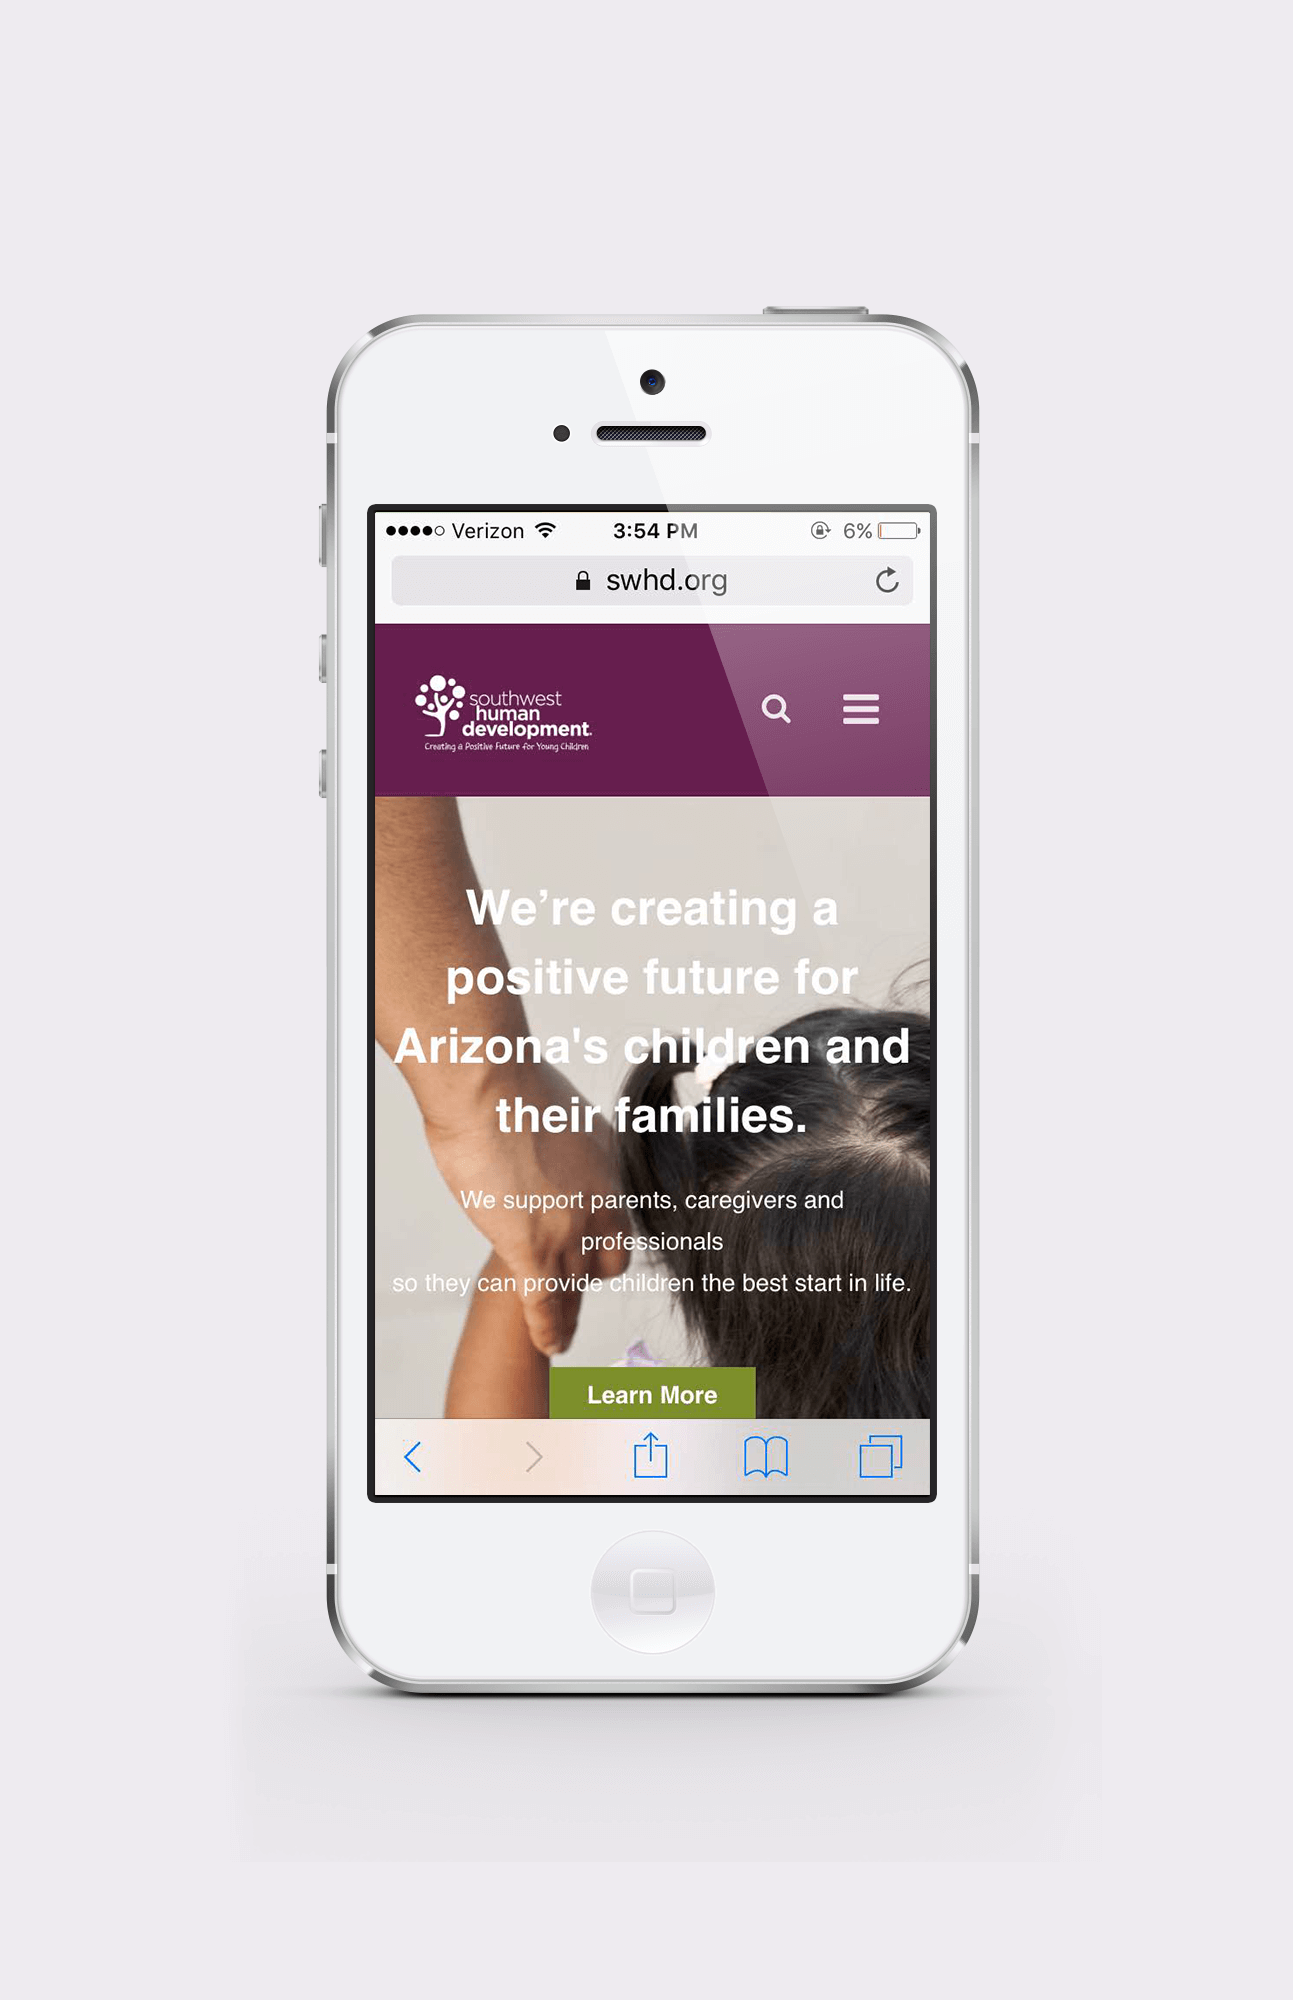 Verizon 3:54 PM 6%
swhd.org
southwest
human
development.
Creating a Positive Future for Young Children
We’re creating a
positive future for
Arizona's children and
their families.
We support parents, caregivers and
professionals
so they can provide children the best start in life.
Learn More